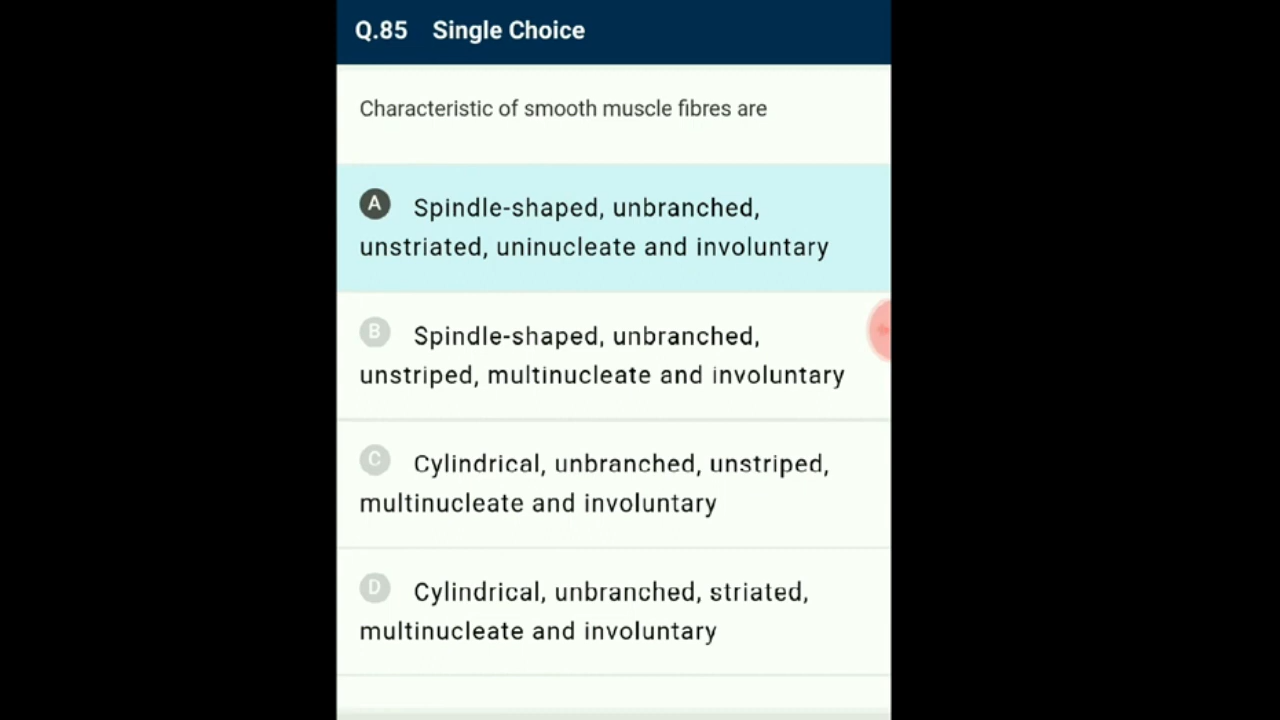 Q.85 Single Choice
Characteristic of smooth muscle fibres are
A Spindle-shaped, unbranched,
unstriated, uninucleate and involuntary
B Spindle-shaped, unbranched,
unstriped, multinucleate and involuntary
C Cylindrical, unbranched, unstriped,
multinucleate and involuntary
D Cylindrical, unbranched, striated,
multinucleate and involuntary